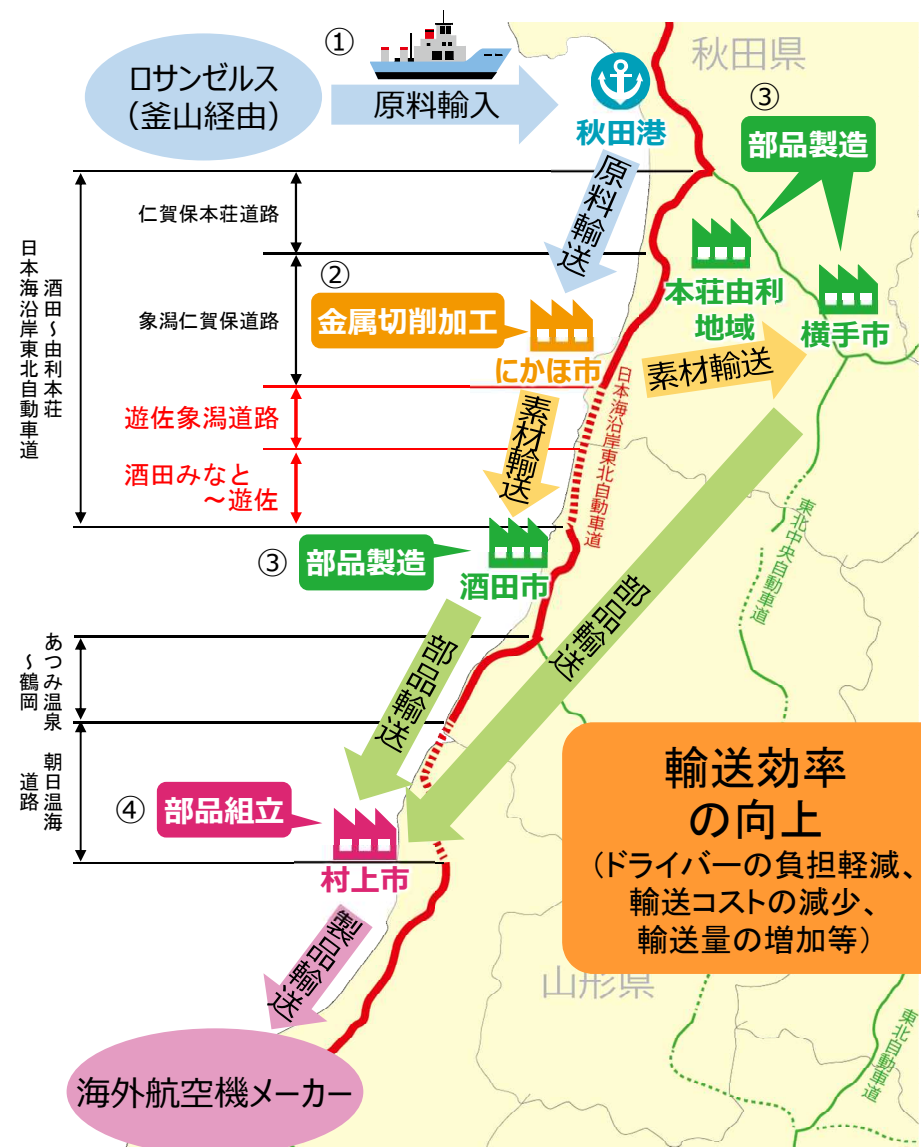 ①
ロサンゼルス
（釜山経由）
原料輸入
秋田港
秋田県
③
部品製造
原料輸送
日本海沿岸東北自動車道
酒田～由利本荘
仁賀保本荘道路
象潟仁賀保道路
遊佐象潟道路
酒田みなと
～遊佐
②
金属切削加工
にかほ市
本荘由利
地域
横手市
素材輸送
素材輸送
日本海沿岸東北自動車道
東北中央自動車道
③
部品製造
酒田市
部品輸送
部品輸送
あつみ温泉
～鶴岡
朝日温海
道路
④
部品組立
村上市
製品輸送
海外航空機メーカー
輸送効率
の向上
（ドライバーの負担軽減、
輸送コストの減少、
輸送量の増加等）
山形県
東北自動車道